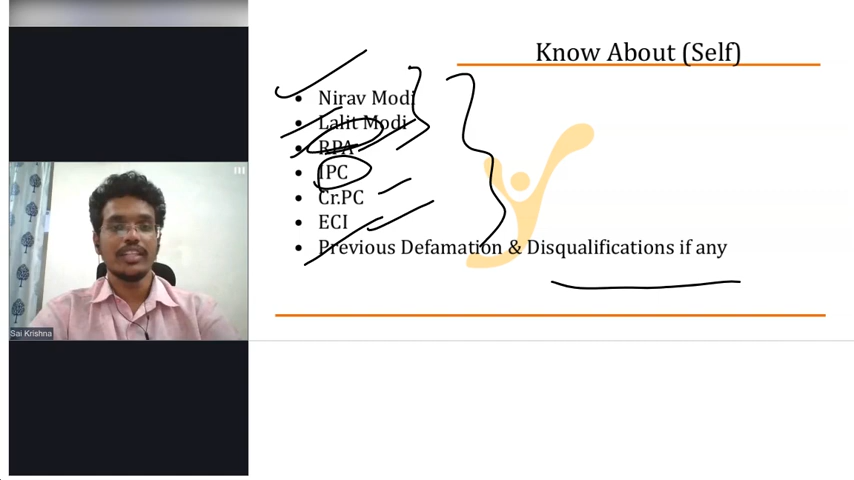 Know About (Self)
• Nirav Modi
• Lalit Modi
• RPA
• IPC
• Cr.PC
• ECI
• Previous Defamation & Disqualifications if any
Sai Krishna